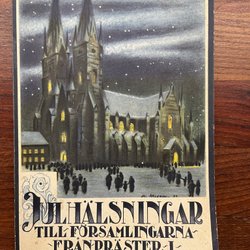 JULHÄLSNINGAR
TILL FÖRSAMLINGARNA
FRÅN PRÄSTER I